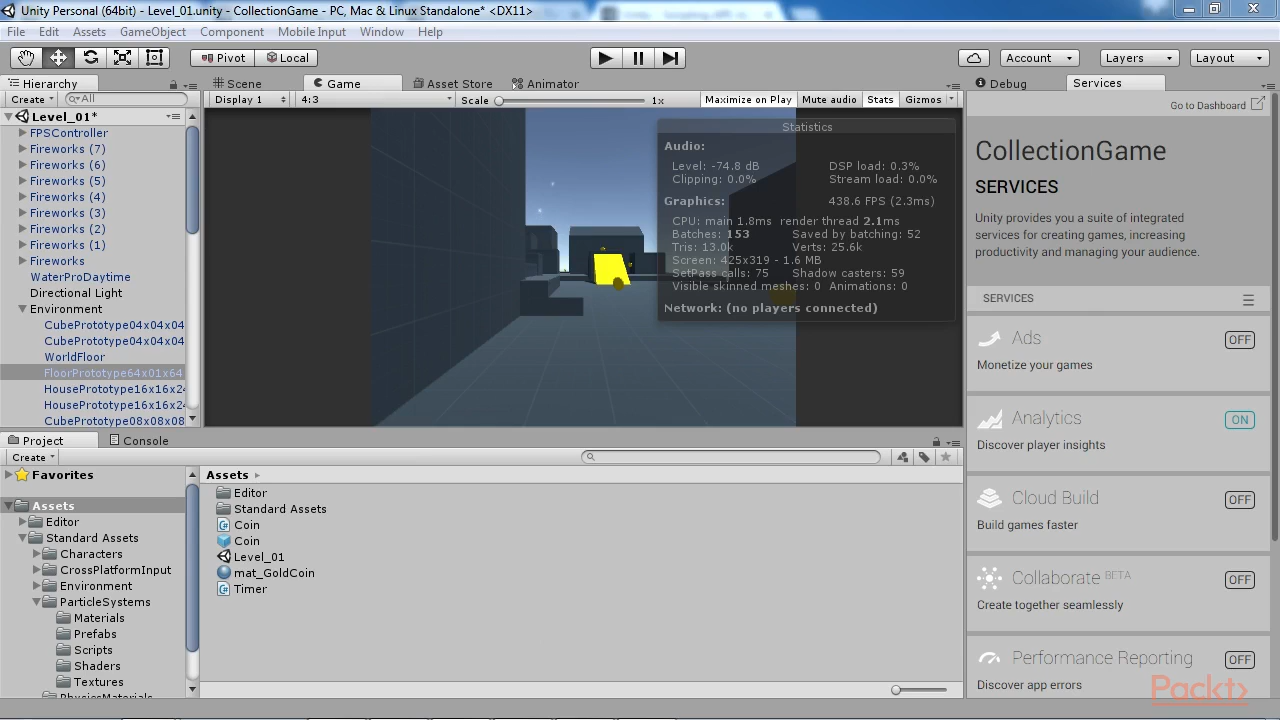 Unity Personal (64bit) - Level_01.unity - CollectionGame - PC, Mac & Linux Standalone* <DX11>
File Edit Assets GameObject Component Mobile Input Window Help
Pivot Local Account Layers Layout
Hierarchy Scene Game Asset Store Animator Debug Services
Create All Display 1 4:3 Scale 1x Maximize on Play Mute audio Stats Gizmos Go to Dashboard
Level_01*
FPSController
Fireworks (7)
Fireworks (6)
Fireworks (5)
Fireworks (4)
Fireworks (3)
Fireworks (2)
Fireworks (1)
Fireworks
WaterProDaytime
Directional Light
Environment
CubePrototype04x04x04
CubePrototype04x04x04
WorldFloor
FloorPrototype64x01x64
HousePrototype16x16x24
HousePrototype16x16x24
CubePrototype08x08x08
Statistics
Audio:
Level: -74.8 dB DSP load: 0.3%
Clipping: 0.0% Stream load: 0.0%
Graphics: 438.6 FPS (2.3ms)
CPU: main 1.8ms render thread 2.1ms
Batches: 153 Saved by batching: 52
Tris: 13.0k Verts: 25.6k
Screen: 425x319 - 1.6 MB
SetPass calls: 75 Shadow casters: 59
Visible skinned meshes: 0 Animations: 0
Network: (no players connected)
CollectionGame
SERVICES
Unity provides you a suite of integrated
services for creating games, increasing
productivity and managing your audience.
SERVICES
Ads OFF
Monetize your games
Analytics ON
Discover player insights
Cloud Build OFF
Build games faster
Collaborate BETA OFF
Create together seamlessly
Performance Reporting OFF
Discover app errors
Project Console
Create
Favorites
Assets
Editor
Standard Assets
Characters
CrossPlatformInput
Environment
ParticleSystems
Materials
Prefabs
Scripts
Shaders
Textures
PhysicsMaterials
Assets
Editor
Standard Assets
Coin
Coin
Level_01
mat_GoldCoin
Timer
Packt